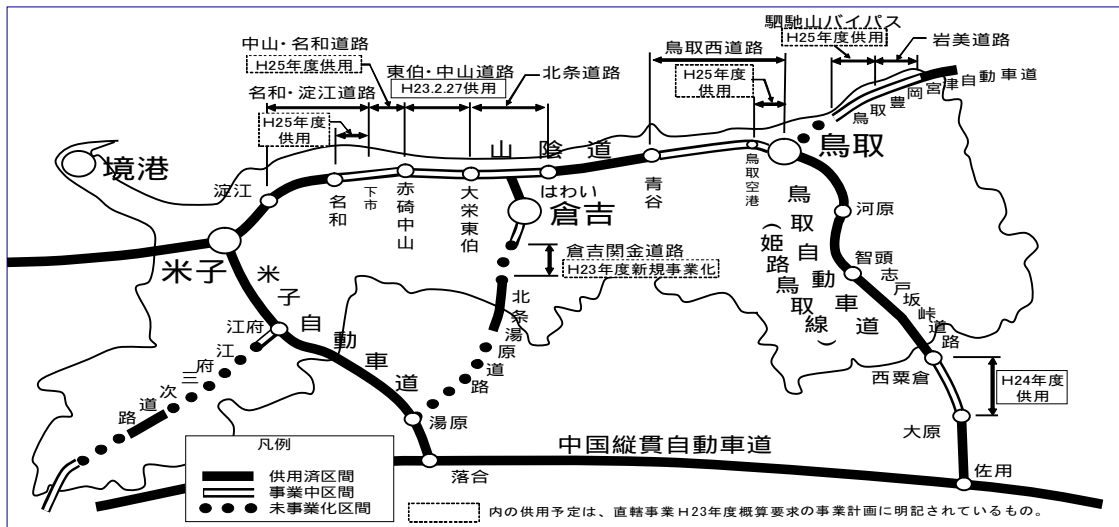 中山・名和道路
H25年度供用
名和・淀江道路
H25年度
供用
東伯・中山道路
H23.2.27供用
北条道路
鳥取西道路
H25年度
供用
駟馳山バイパス
H25年度供用
岩美道路
鳥取豊岡宮津自動車道
境港
山陰道
鳥取
淀江
名和
下市
赤碕中山
大栄東伯
はわい
青谷
鳥取空港
倉吉
米子
河原
鳥取自動車道
(姫路鳥取線)
智頭
志戸坂峠道路
倉吉関金道路
H23年度新規事業化
北条湯原道路
米子自動車道
江府
江府三次道路
西粟倉
H24年度
供用
大原
湯原
落合
中国縦貫自動車道
佐用
凡例
供用済区間
事業中区間
未事業化区間
内の供用予定は、直轄事業H23年度概算要求の事業計画に明記されているもの。